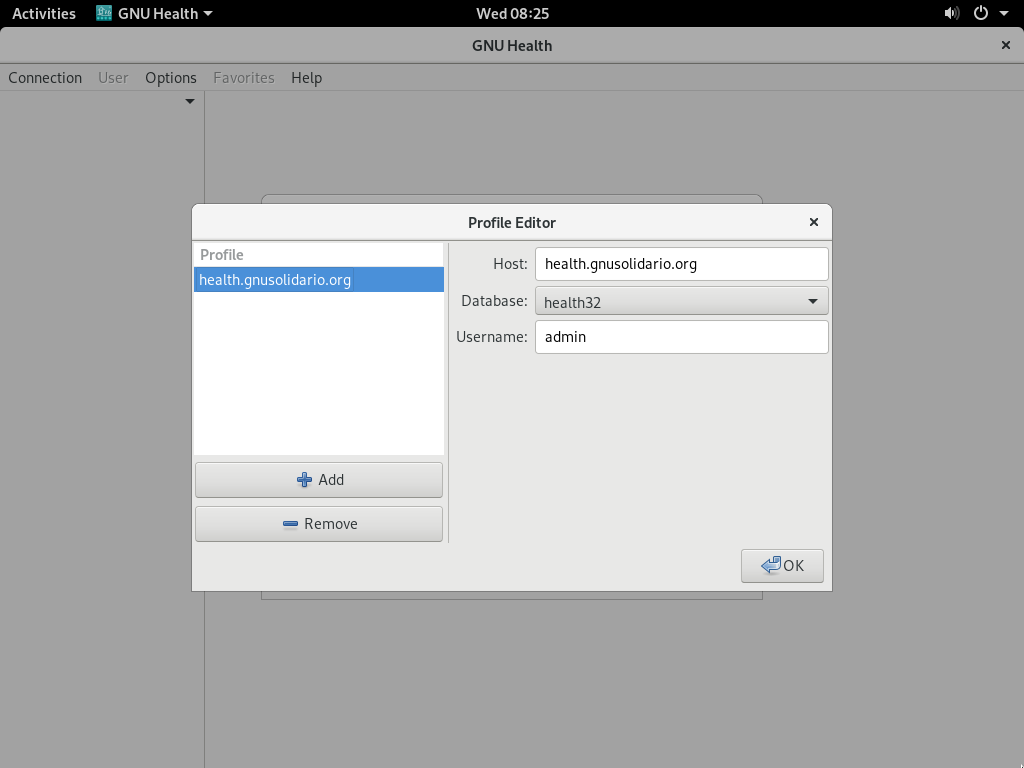 Activities GNU Health Wed 08:25
GNU Health
Connection User Options Favorites Help
Profile Editor
Profile
health.gnusolidario.org
Add
Remove
Host: health.gnusolidario.org
Database: health32
Username: admin
OK